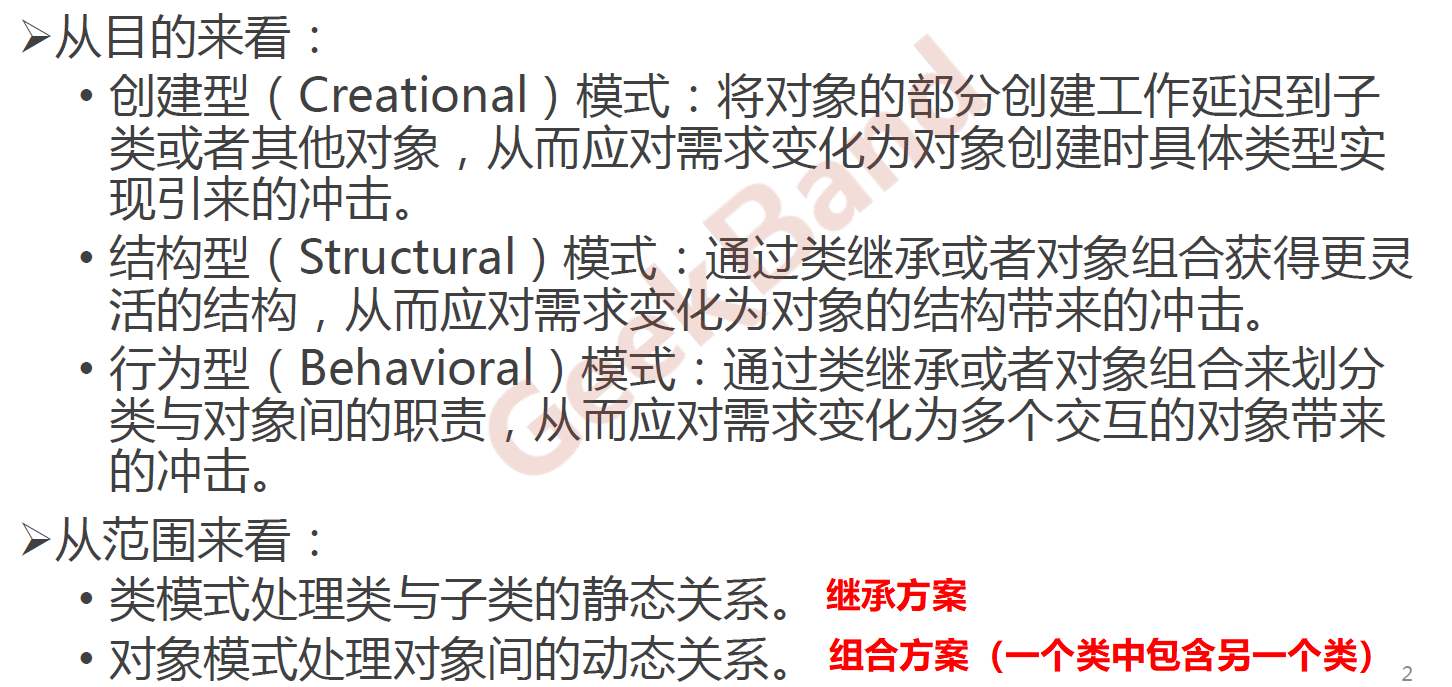 ➢从目的来看：
• 创建型（Creational）模式：将对象的部分创建工作延迟到子
类或者其他对象，从而应对需求变化为对象创建时具体类型实
现引来的冲击。
• 结构型（Structural）模式：通过类继承或者对象组合获得更灵
活的结构，从而应对需求变化为对象的结构带来的冲击。
• 行为型（Behavioral）模式：通过类继承或者对象组合来划分
类与对象间的职责，从而应对需求变化为多个交互的对象带来
的冲击。
➢从范围来看：
• 类模式处理类与子类的静态关系。 继承方案
• 对象模式处理对象间的动态关系。 组合方案（一个类中包含另一个类）
2
GeekBand